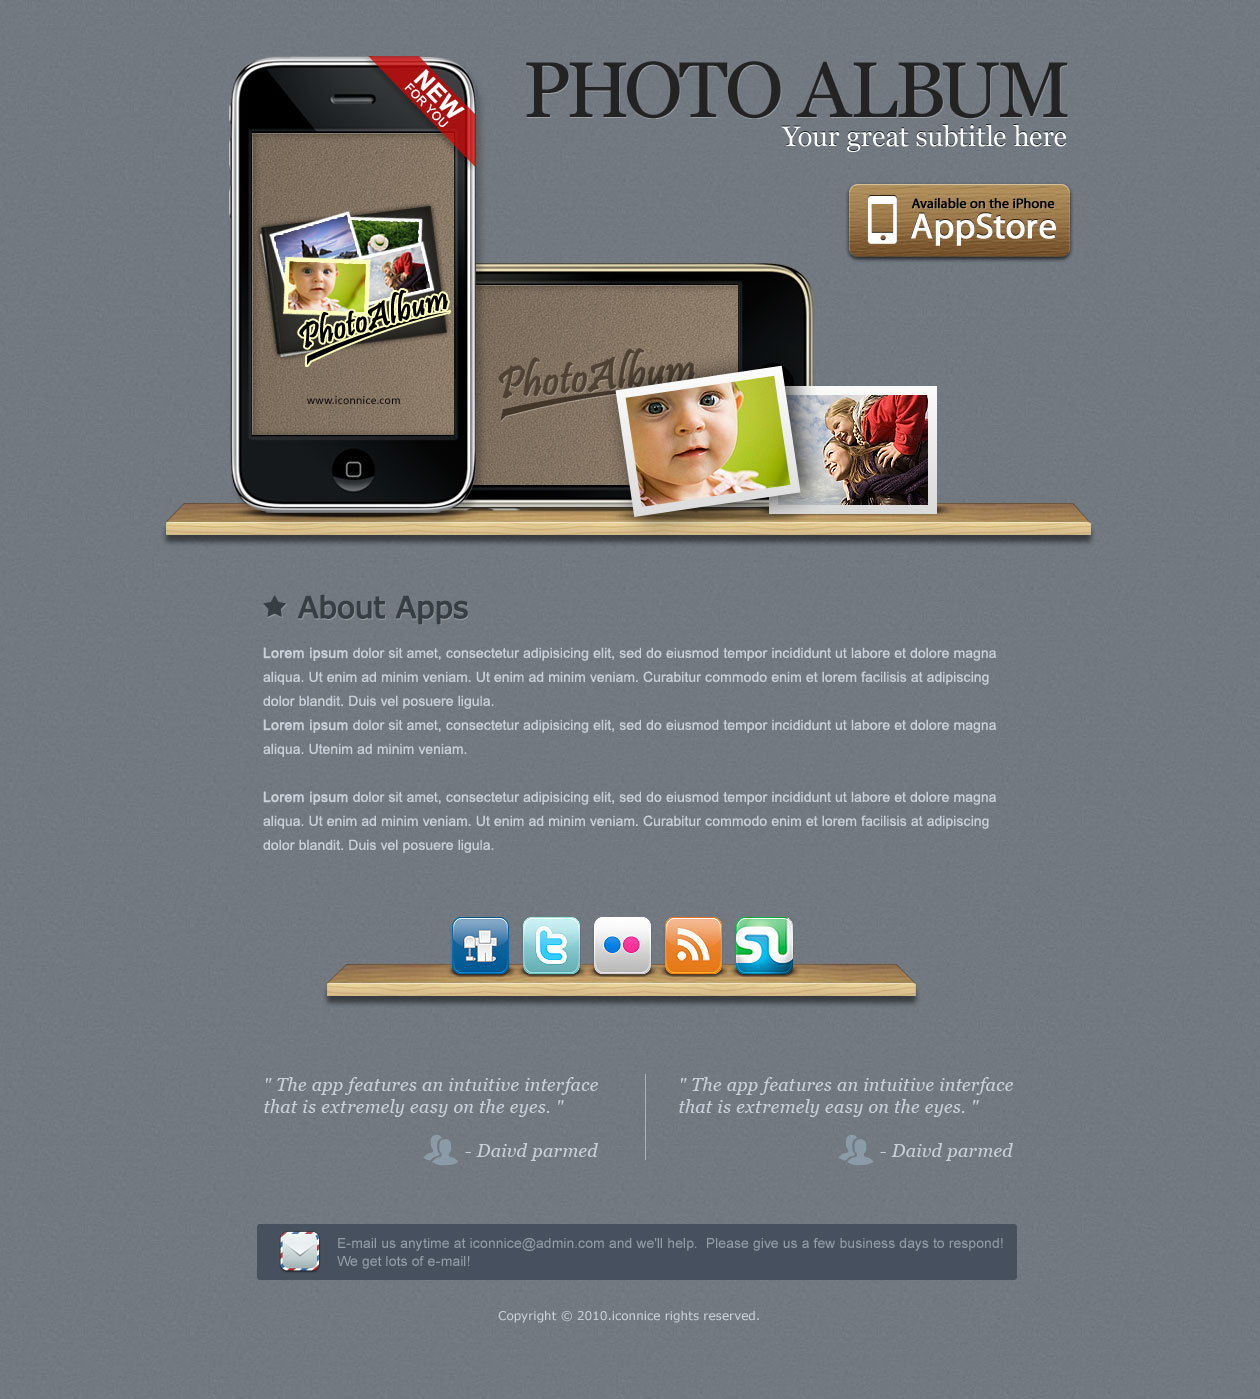 PHOTO ALBUM
Your great subtitle here
NEW
FOR YOU
Available on the iPhone
AppStore
PhotoAlbum
www.iconnice.com
PhotoAlbum
About Apps
Lorem ipsum dolor sit amet, consectetur adipisicing elit, sed do eiusmod tempor incididunt ut labore et dolore magna
aliqua. Ut enim ad minim veniam. Ut enim ad minim veniam. Curabitur commodo enim et lorem facilisis at adipiscing
dolor blandit. Duis vel posuere ligula.
Lorem ipsum dolor sit amet, consectetur adipisicing elit, sed do eiusmod tempor incididunt ut labore et dolore magna
aliqua. Utenim ad minim veniam.
Lorem ipsum dolor sit amet, consectetur adipisicing elit, sed do eiusmod tempor incididunt ut labore et dolore magna
aliqua. Ut enim ad minim veniam. Ut enim ad minim veniam. Curabitur commodo enim et lorem facilisis at adipiscing
dolor blandit. Duis vel posuere ligula.
" The app features an intuitive interface
that is extremely easy on the eyes. "
- Daivd parmed
" The app features an intuitive interface
that is extremely easy on the eyes. "
- Daivd parmed
E-mail us anytime at iconnice@admin.com and we'll help.  Please give us a few business days to respond!
We get lots of e-mail!
Copyright © 2010.iconnice rights reserved.